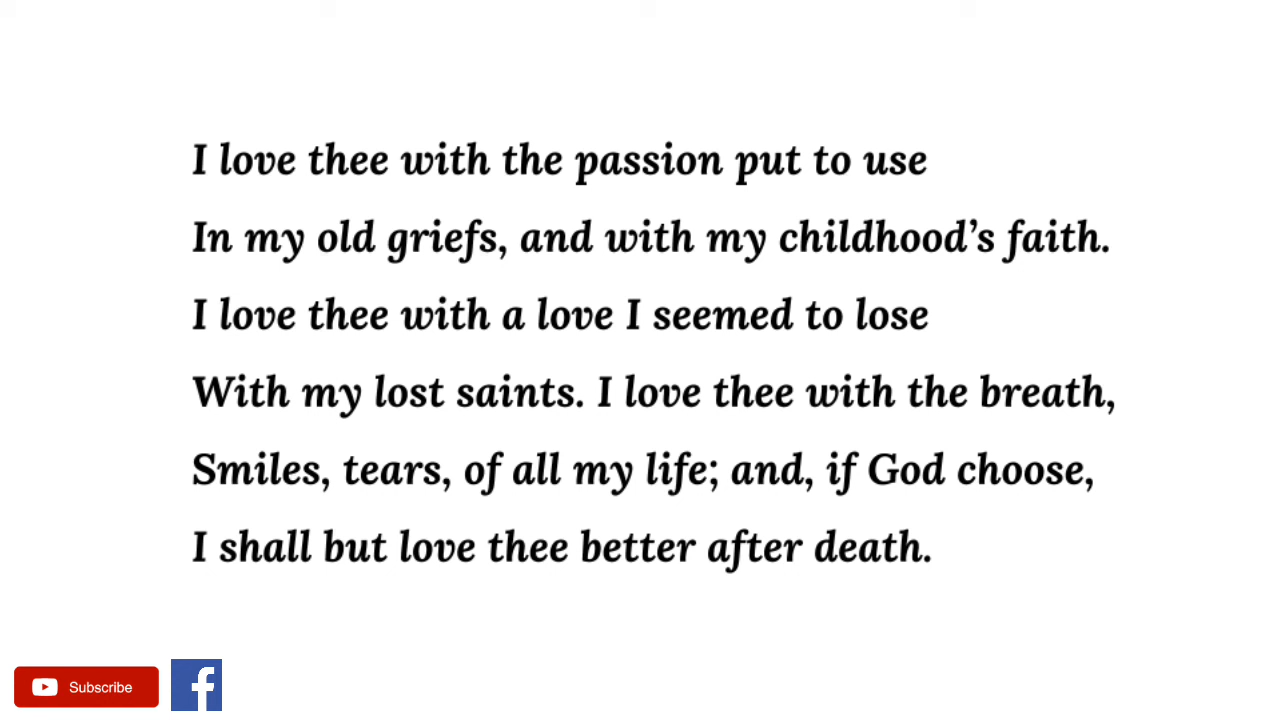 I love thee with the passion put to use
In my old griefs, and with my childhood’s faith.
I love thee with a love I seemed to lose
With my lost saints. I love thee with the breath,
Smiles, tears, of all my life; and, if God choose,
I shall but love thee better after death.
Subscribe